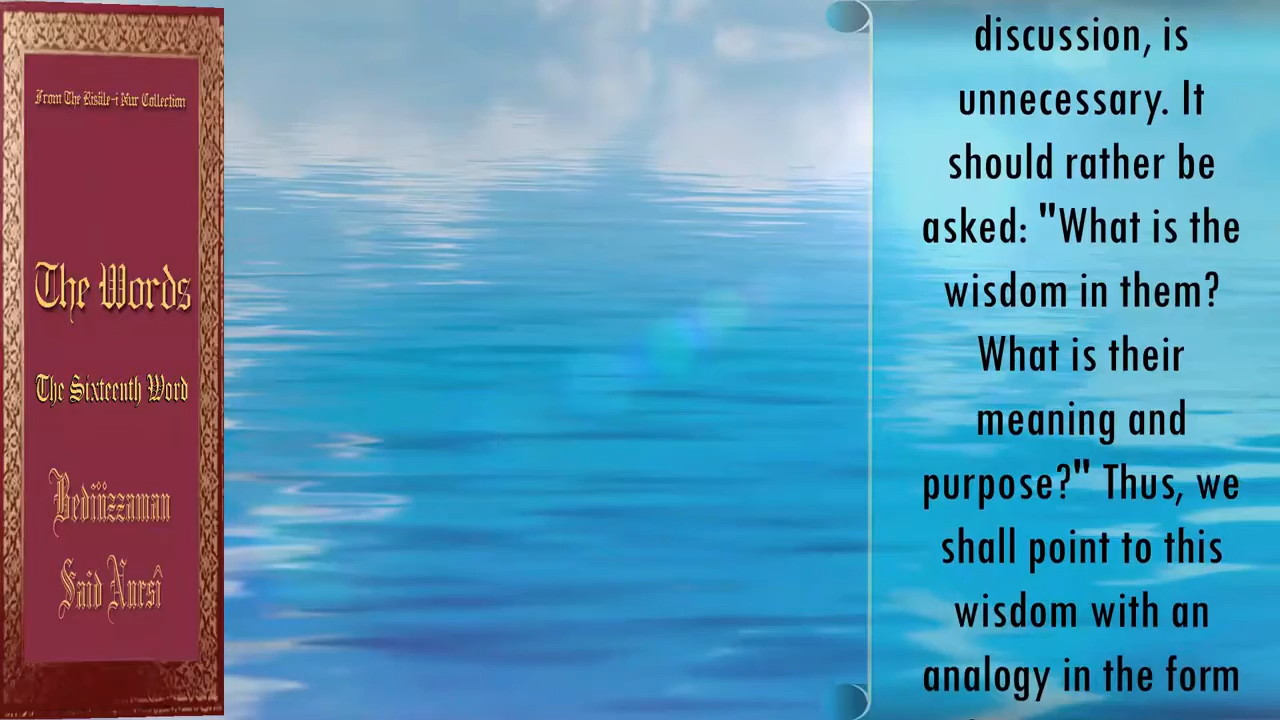 From The Risâle-i Nur Collection
The Words
The Sixteenth Word
Bediüzzaman
Said Nursî
discussion, is
unnecessary. It
should rather be
asked: "What is the
wisdom in them?
What is their
meaning and
purpose?" Thus, we
shall point to this
wisdom with an
analogy in the form